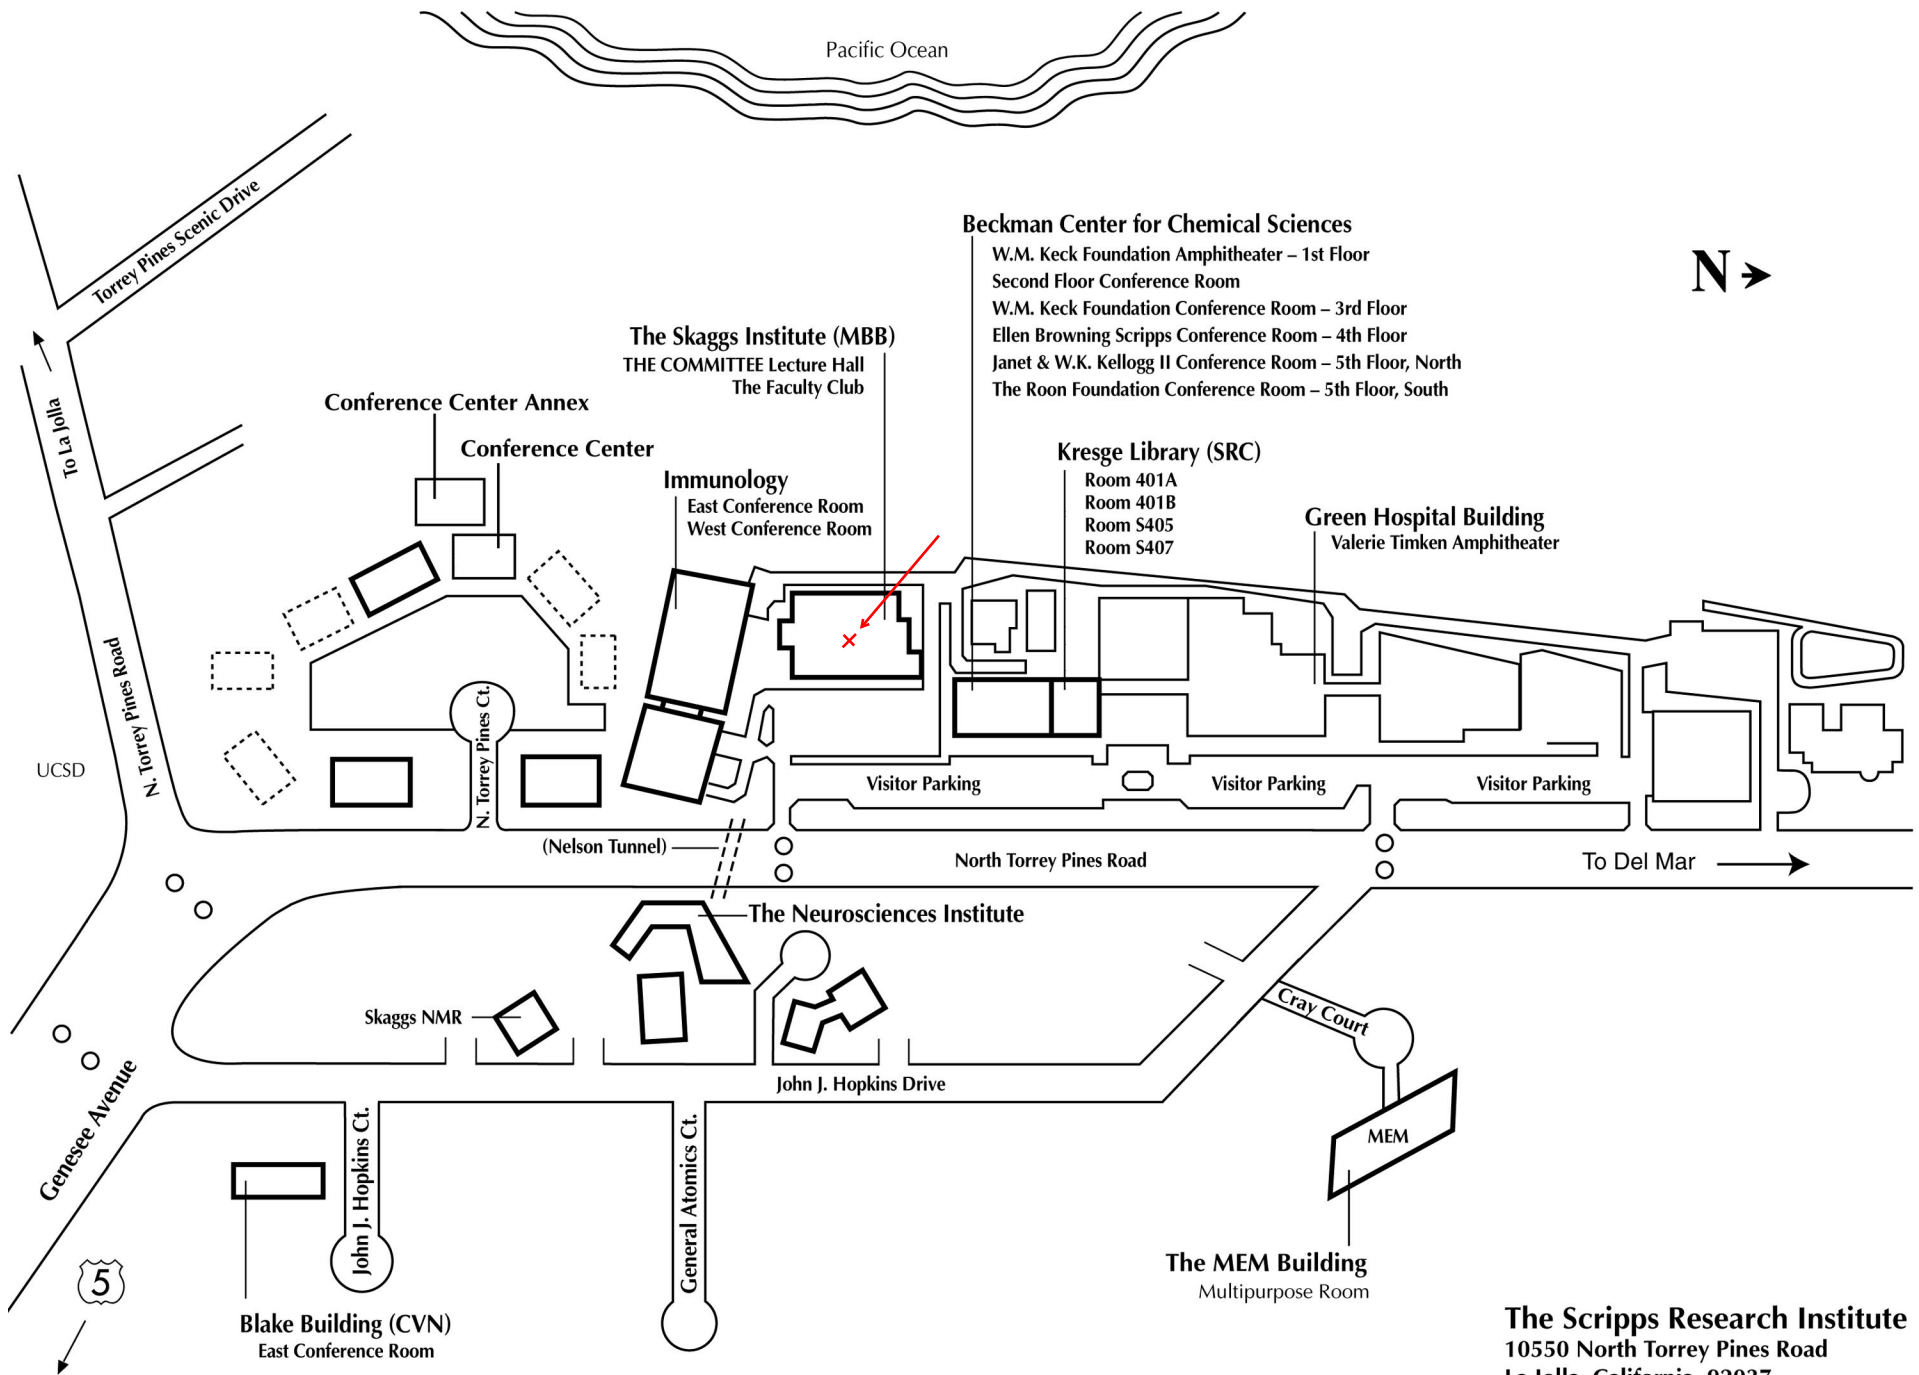 Pacific Ocean
Torrey Pines Scenic Drive
Beckman Center for Chemical Sciences
W.M. Keck Foundation Amphitheater – 1st Floor
Second Floor Conference Room
W.M. Keck Foundation Conference Room – 3rd Floor
Ellen Browning Scripps Conference Room – 4th Floor
Janet & W.K. Kellogg II Conference Room – 5th Floor, North
The Roon Foundation Conference Room – 5th Floor, South
N
The Skaggs Institute (MBB)
THE COMMITTEE Lecture Hall
The Faculty Club
Conference Center Annex
Conference Center
To La Jolla
Immunology
East Conference Room
West Conference Room
Kresge Library (SRC)
Room 401A
Room 401B
Room S405
Room S407
Green Hospital Building
Valerie Timken Amphitheater
N. Torrey Pines Road
N. Torrey Pines Ct.
UCSD
Visitor Parking
Visitor Parking
Visitor Parking
(Nelson Tunnel)
North Torrey Pines Road
To Del Mar
The Neurosciences Institute
Skaggs NMR
Cray Court
John J. Hopkins Drive
Genesee Avenue
John J. Hopkins Ct.
General Atomics Ct.
MEM
The MEM Building
Multipurpose Room
5
Blake Building (CVN)
East Conference Room
The Scripps Research Institute
10550 North Torrey Pines Road
La Jolla, California 92037